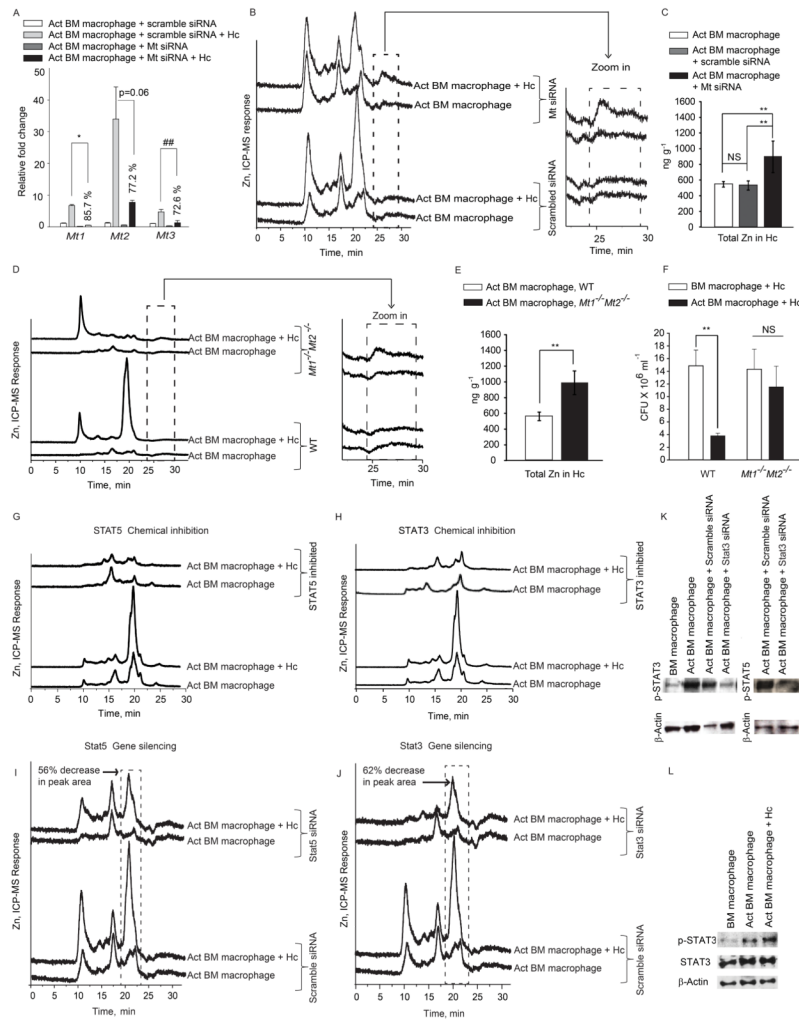 A
Act BM macrophage + scramble siRNA
Act BM macrophage + scramble siRNA + Hc
Act BM macrophage + Mt siRNA
Act BM macrophage + Mt siRNA + Hc
Relative fold change
50
40
30
20
10
0
*
85.7 %
p=0.06
77.2 %
##
72.6 %
Mt1
Mt2
Mt3
B
Zn, ICP-MS response
Act BM macrophage + Hc
Act BM macrophage
Mt siRNA
Act BM macrophage + Hc
Act BM macrophage
Scrambled siRNA
0 5 10 15 20 25 30
Time, min
Zoom in
25 30
Time, min
C
Act BM macrophage
Act BM macrophage
+ scramble siRNA
Act BM macrophage
+ Mt siRNA
ng g-1
1600
1400
1200
1000
800
600
400
200
0
**
**
NS
Total Zn in Hc
D
Zn, ICP-MS Response
Act BM macrophage + Hc
Act BM macrophage
Mt1-/-Mt2-/-
Act BM macrophage + Hc
Act BM macrophage
WT
0 5 10 15 20 25 30
Time, min
Zoom in
25 30
Time, min
E
Act BM macrophage, WT
Act BM macrophage, Mt1-/-Mt2-/-
ng g-1
1600
1400
1200
1000
800
600
400
200
0
**
Total Zn in Hc
F
BM macrophage + Hc
Act BM macrophage + Hc
CFU X 106 ml-1
20
18
16
14
12
10
8
6
4
2
0
**
NS
WT
Mt1-/-Mt2-/-
G
STAT5 Chemical inhibition
Zn, ICP-MS Response
Act BM macrophage + Hc
Act BM macrophage
STAT5 inhibited
Act BM macrophage + Hc
Act BM macrophage
0 5 10 15 20 25 30
Time, min
H
STAT3 Chemical inhibition
Zn, ICP-MS Response
Act BM macrophage + Hc
Act BM macrophage
STAT3 inhibited
Act BM macrophage + Hc
Act BM macrophage
0 5 10 15 20 25 30
Time, min
K
BM macrophage
Act BM macrophage
Act BM macrophage + Scramble siRNA
Act BM macrophage + Stat3 siRNA
Act BM macrophage + Scramble siRNA
Act BM macrophage + Stat3 siRNA
p-STAT3
β-Actin
p-STAT5
β-Actin
I
Stat5 Gene silencing
56% decrease
in peak area
Zn, ICP-MS Response
Act BM macrophage + Hc
Act BM macrophage
Stat5 siRNA
Act BM macrophage + Hc
Act BM macrophage
Scramble siRNA
0 5 10 15 20 25 30
Time, min
J
Stat3 Gene silencing
62% decrease
in peak area
Zn, ICP-MS Response
Act BM macrophage + Hc
Act BM macrophage
Stat3 siRNA
Act BM macrophage + Hc
Act BM macrophage
Scramble siRNA
0 5 10 15 20 25 30
Time, min
L
BM macrophage
Act BM macrophage
Act BM macrophage + Hc
p-STAT3
STAT3
β-Actin